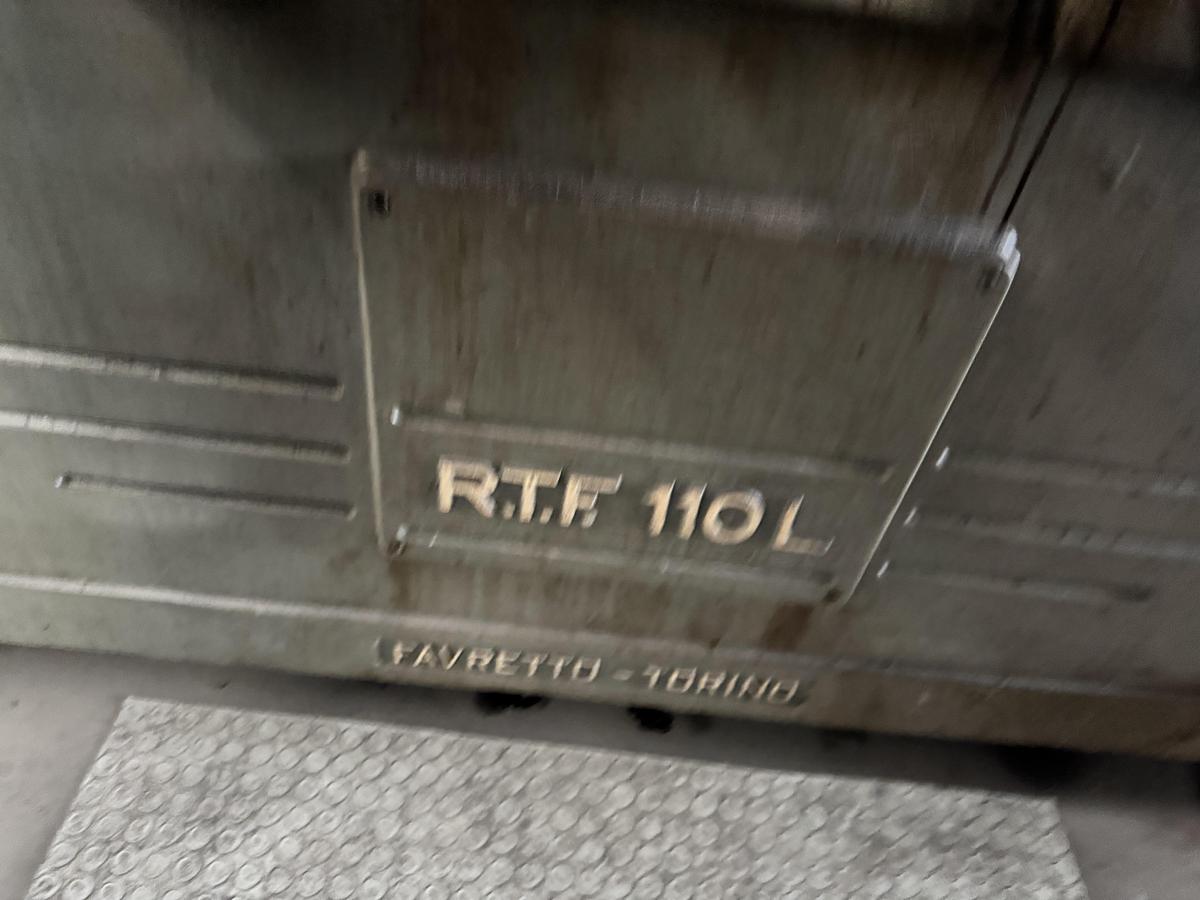 R.T.F. 110 L
FAVRETTO - TORINO